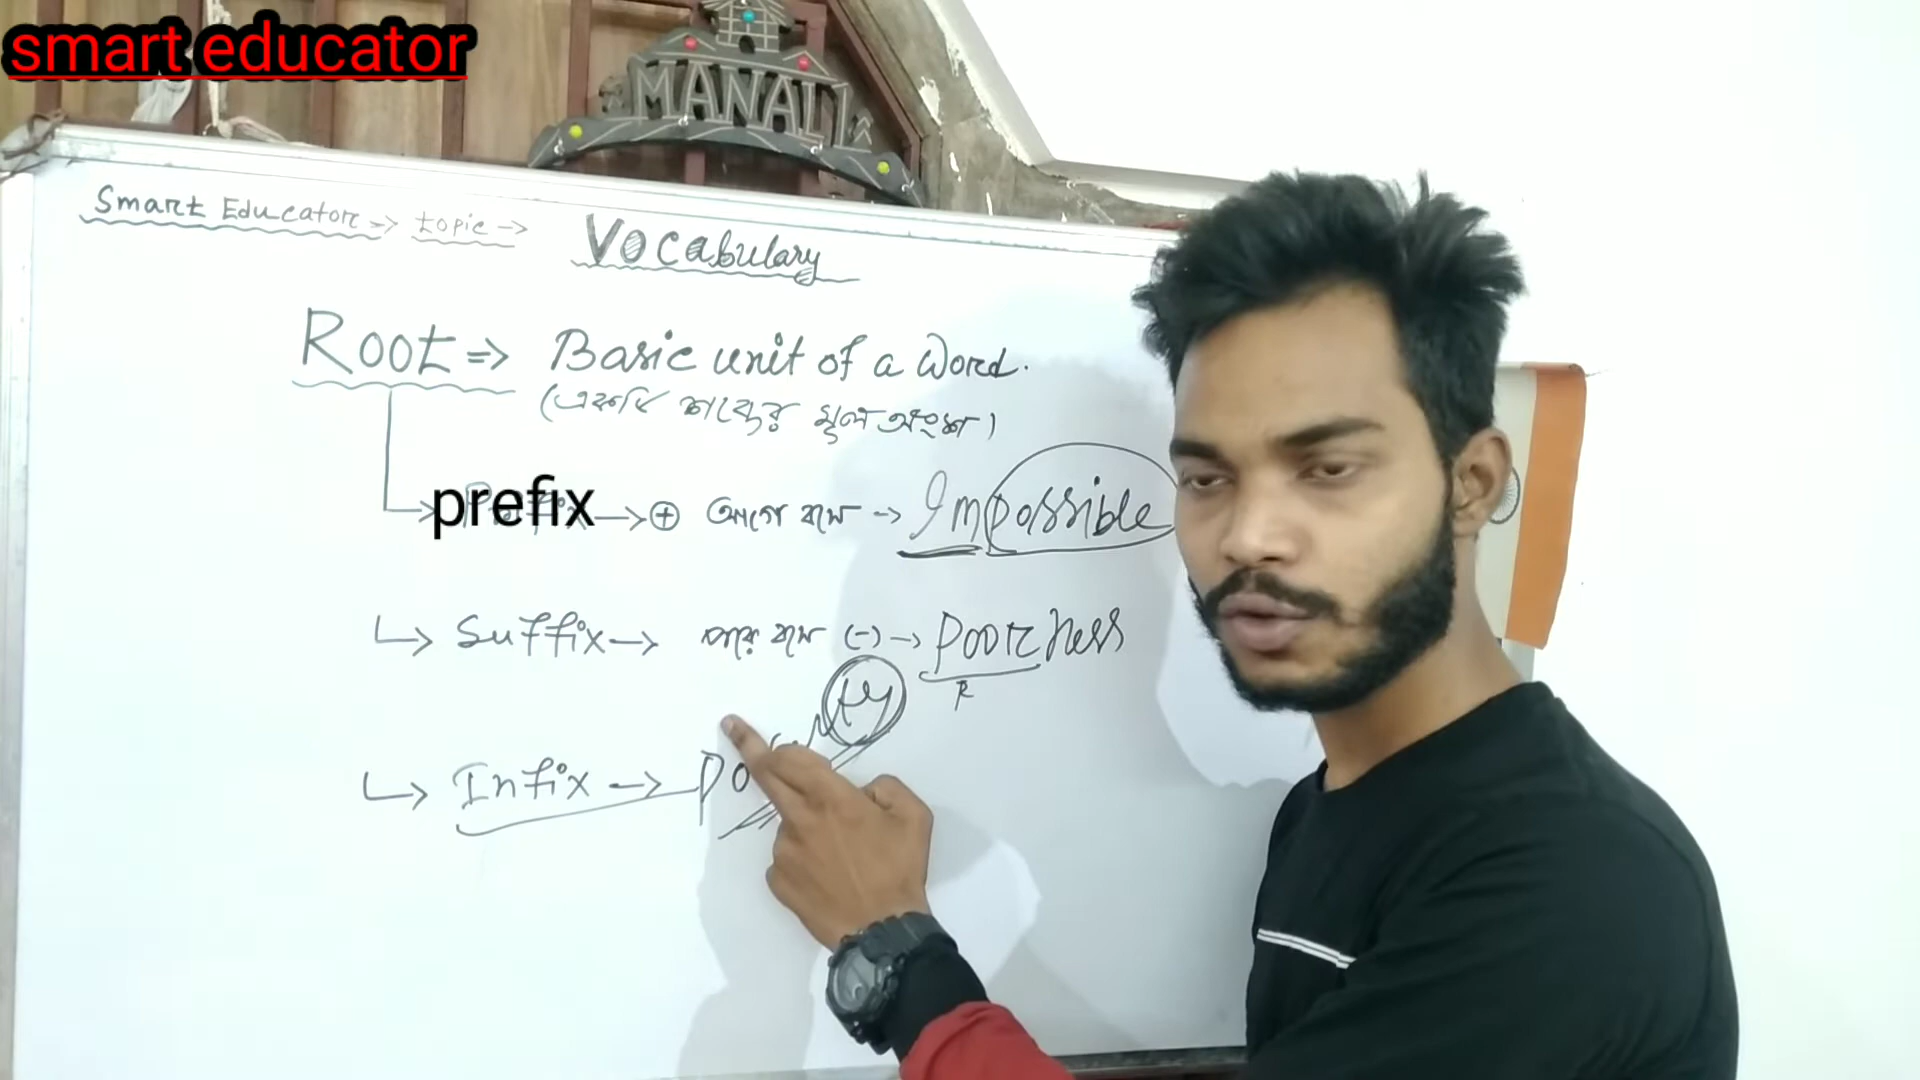 smart educator
MANALI
Smart Educator => topic -> Vocabulary
Root => Basic unit of a word.
(একটি শব্দের মূল অংশ)
prefix -> + আগে বসে -> Impossible
Suffix -> পরে বসে (-) -> Poorness
R
ty
Infix ->